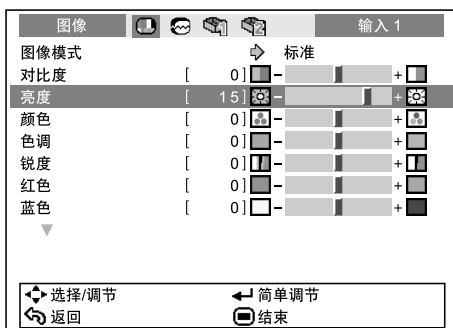 图像 输入 1
图像模式 标准
对比度 [ 0] - +
亮度 [ 15] - +
颜色 [ 0] - +
色调 [ 0] - +
锐度 [ 0] - +
红色 [ 0] - +
蓝色 [ 0] - +
选择/调节 简单调节
返回 结束